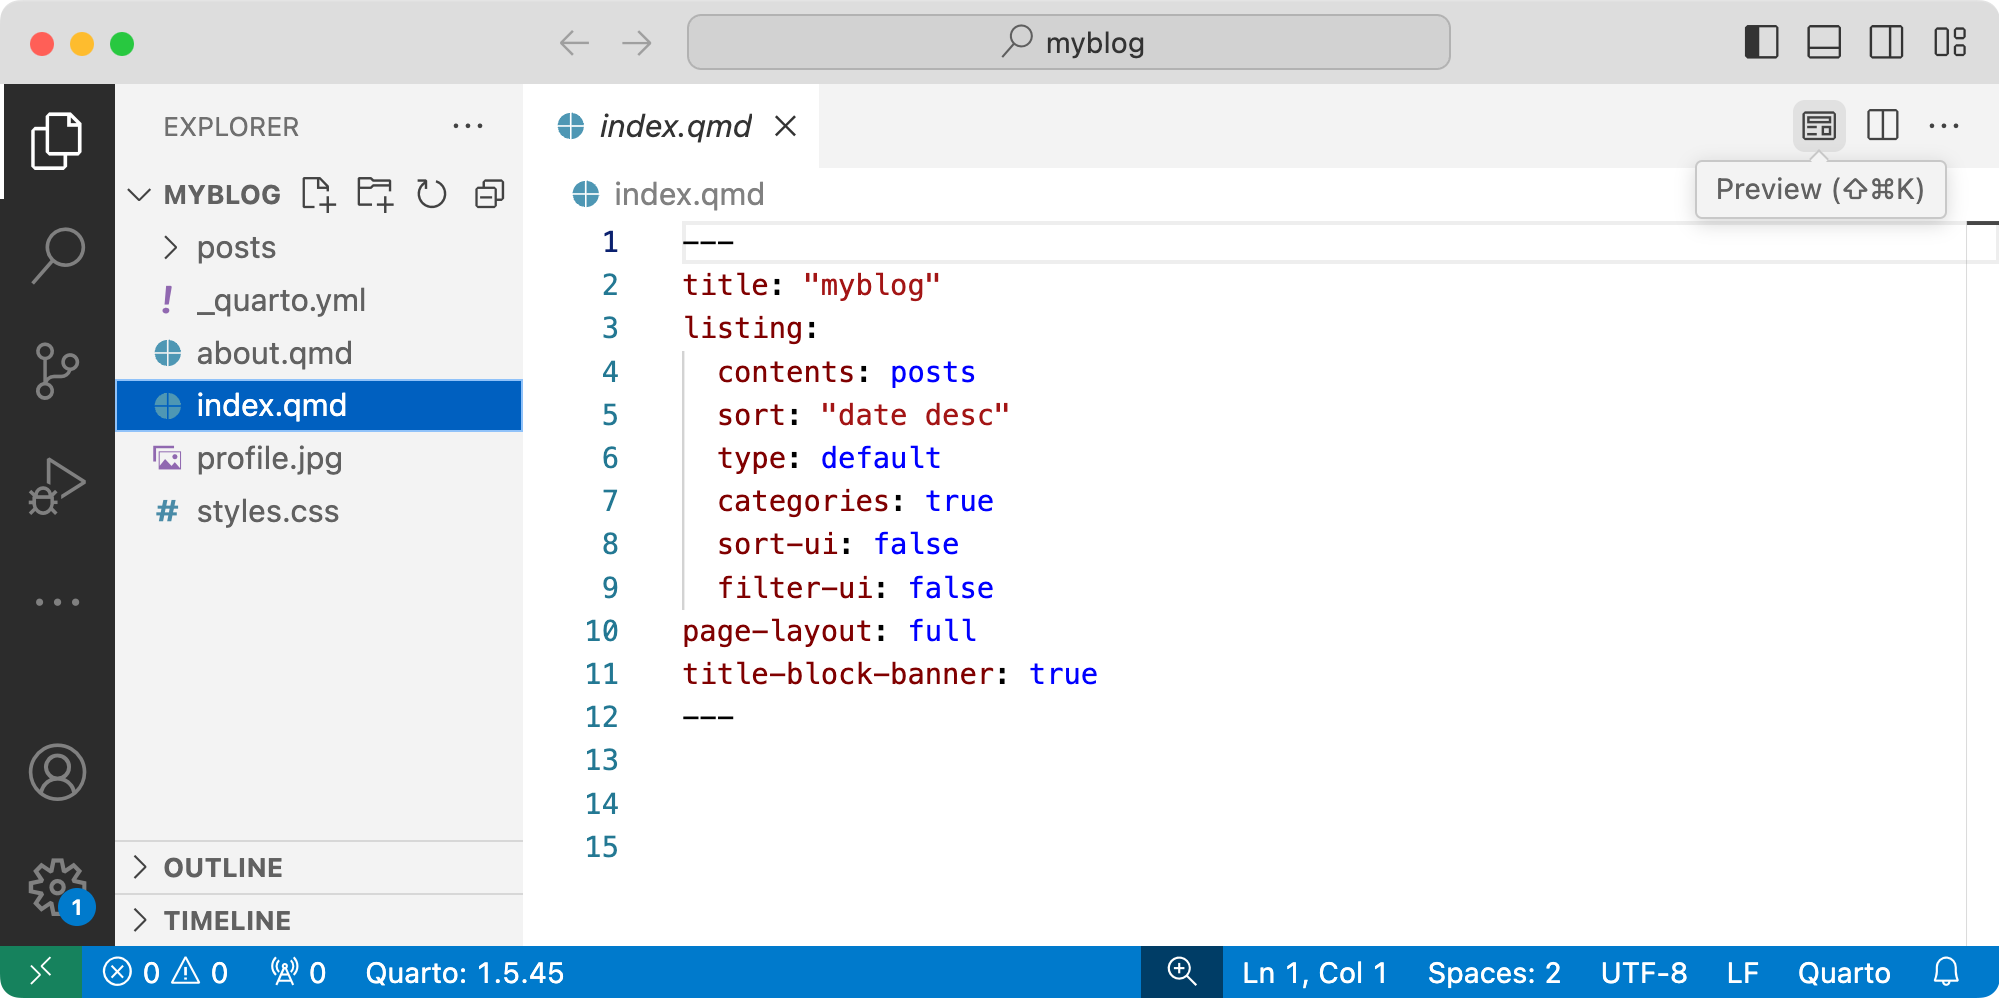 myblog
EXPLORER
MYBLOG
posts
_quarto.yml
about.qmd
index.qmd
profile.jpg
styles.css
OUTLINE
TIMELINE
index.qmd
Preview (⇧⌘K)
index.qmd
1 ---
2 title: "myblog"
3 listing:
4   contents: posts
5   sort: "date desc"
6   type: default
7   categories: true
8   sort-ui: false
9   filter-ui: false
10 page-layout: full
11 title-block-banner: true
12 ---
13
14
15
1
0 0 0 Quarto: 1.5.45 Ln 1, Col 1 Spaces: 2 UTF-8 LF Quarto